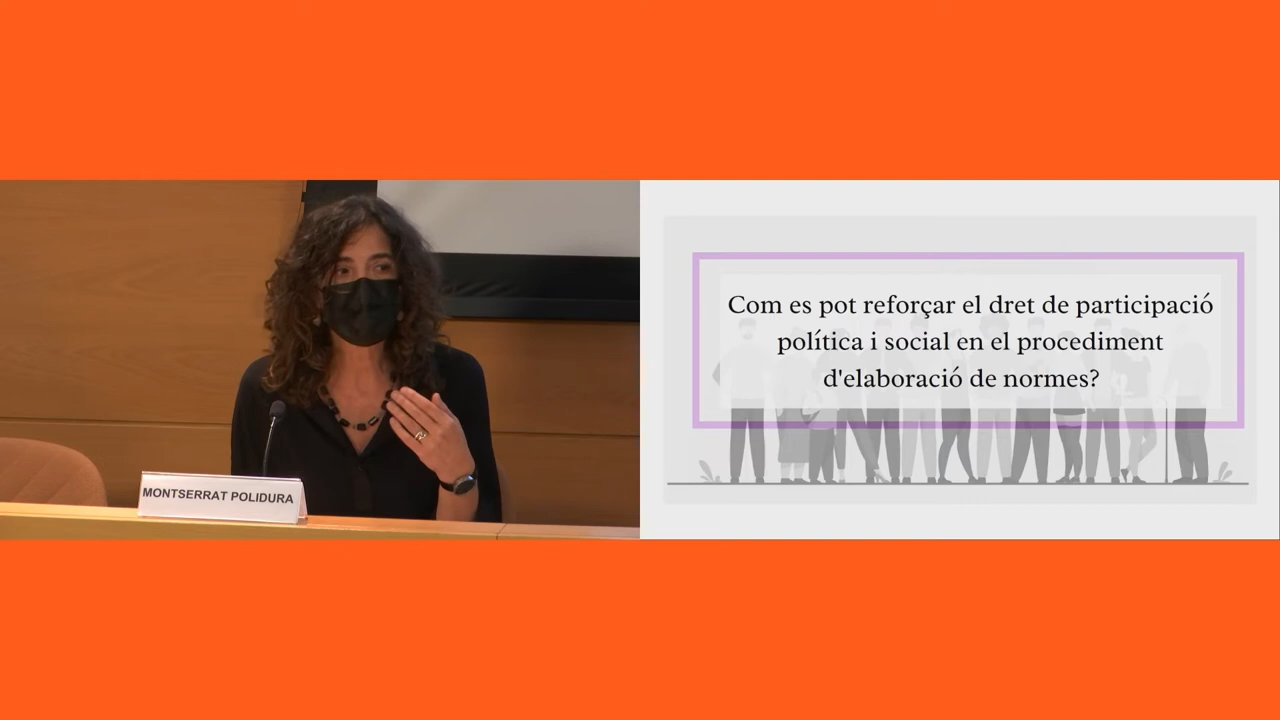 MONTSERRAT POLIDURA
Com es pot reforçar el dret de participació
política i social en el procediment
d'elaboració de normes?